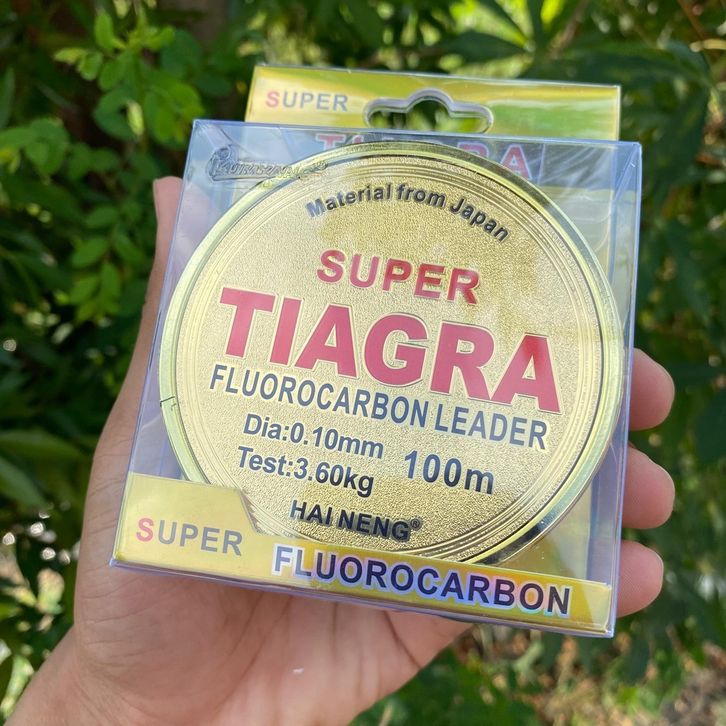 SUPER
TIAGRA
Material from Japan
SUPER
TIAGRA
FLUOROCARBON LEADER
Dia:0.10mm
Test:3.60kg
100m
HAI NENG®
SUPER
FLUOROCARBON